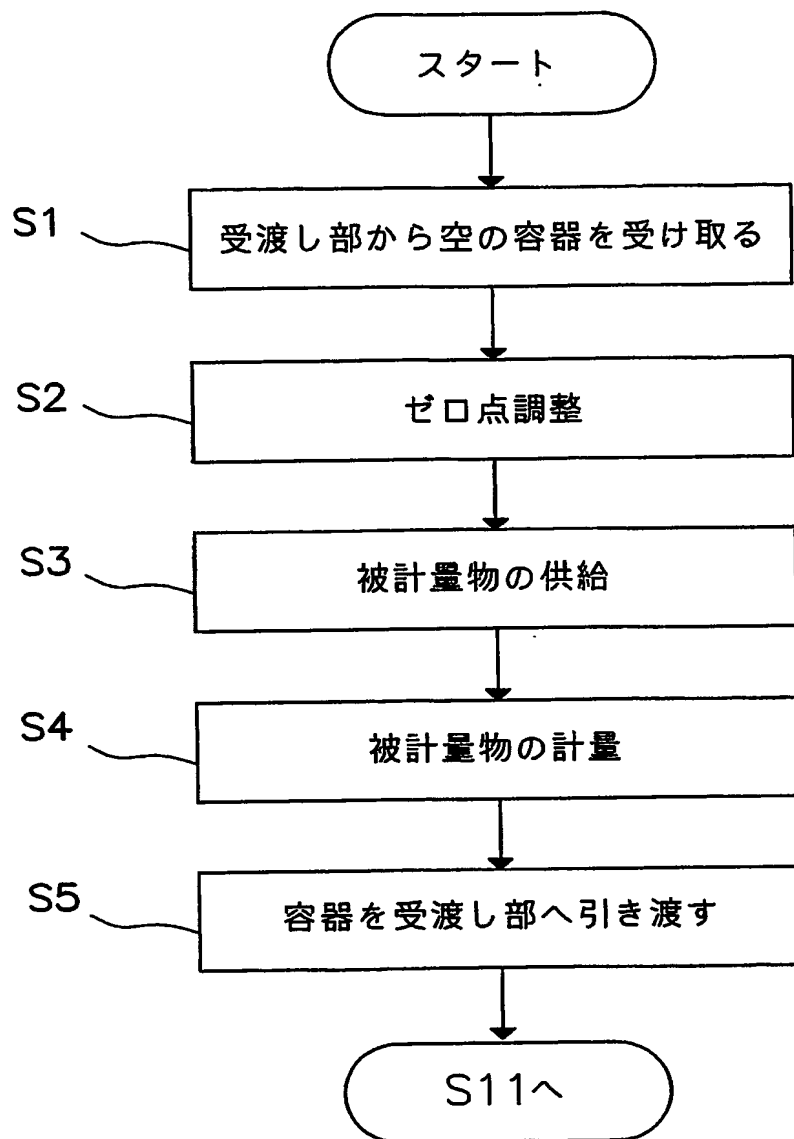 スタート
S1
受渡し部から空の容器を受け取る
S2
ゼロ点調整
S3
被計量物の供給
S4
被計量物の計量
S5
容器を受渡し部へ引き渡す
S11へ